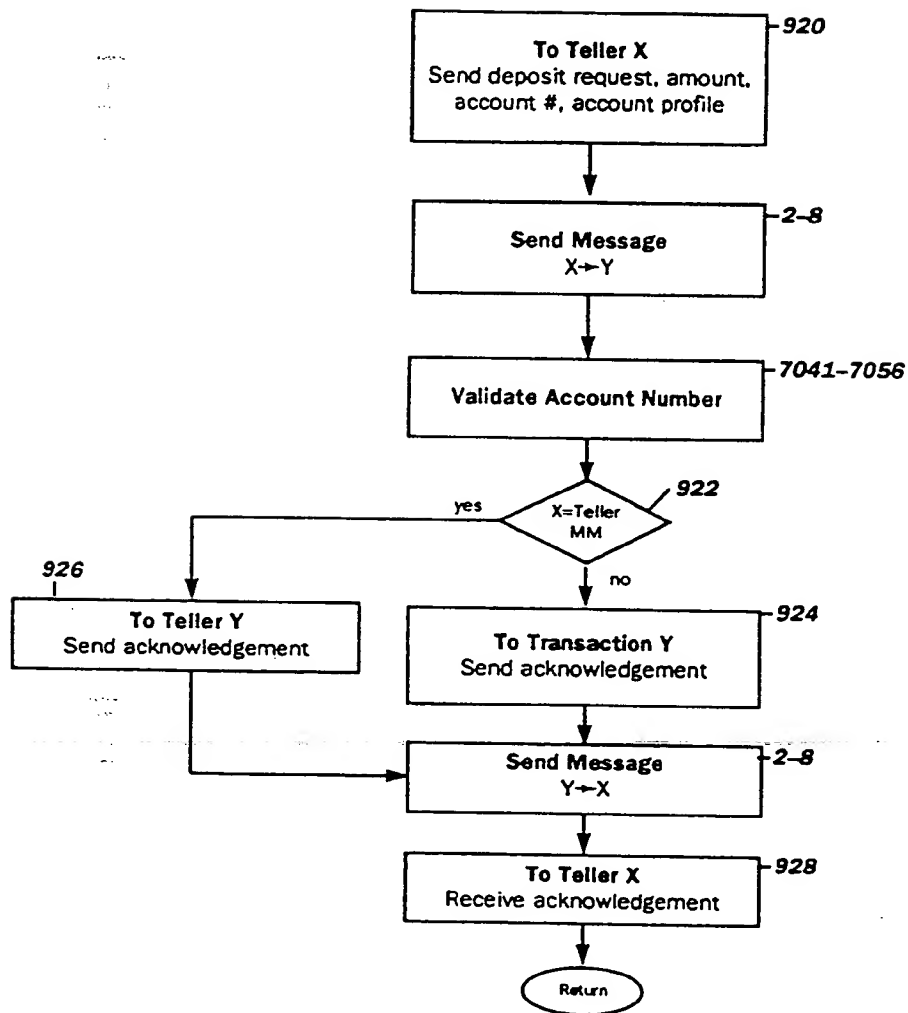 920
To Teller X
Send deposit request, amount,
account #, account profile
2-8
Send Message
X→Y
7041-7056
Validate Account Number
922
X=Teller
MM
yes
no
926
To Teller Y
Send acknowledgement
924
To Transaction Y
Send acknowledgement
2-8
Send Message
Y→X
928
To Teller X
Receive acknowledgement
Return